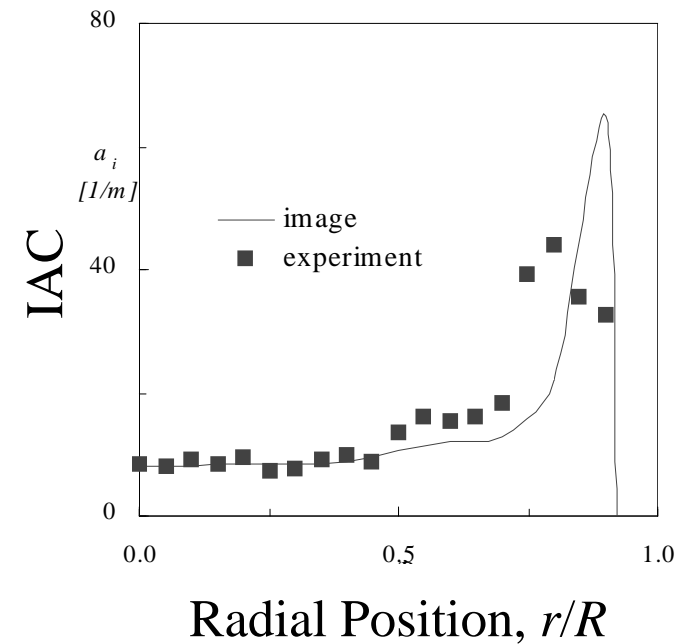 80
a i
[1/m]
image
experiment
IAC
40
0
0.0
0,5
1.0
Radial Position, r/R